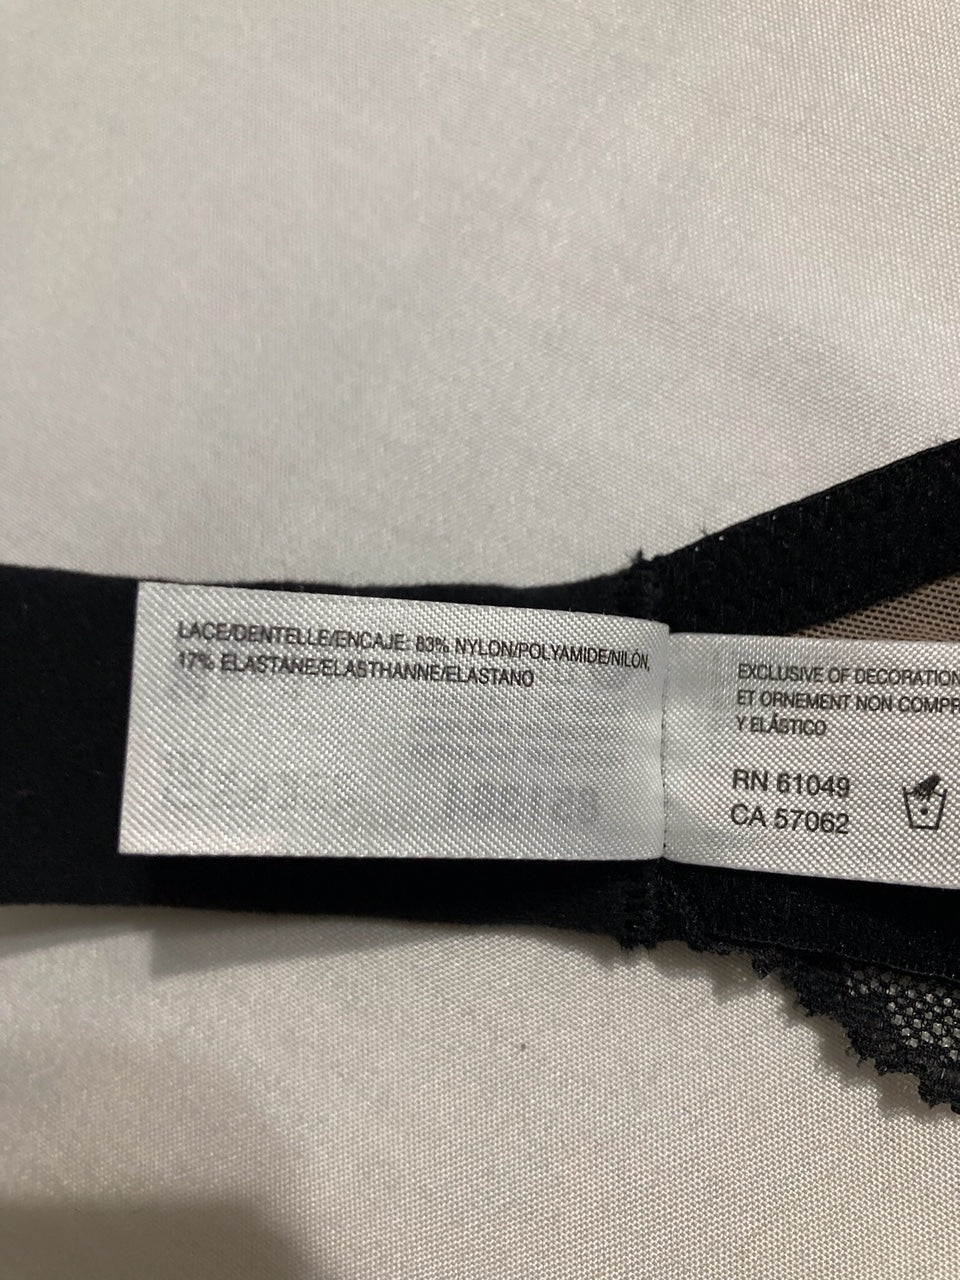 LACE/DENTELLE/ENCAJE: 83% NYLON/POLYAMIDE/NILÓN,
17% ELASTANE/ELASTHANNE/ELASTANO
EXCLUSIVE OF DECORATION
ET ORNEMENT NON COMPR
Y ELÁSTICO
RN 61049
CA 57062